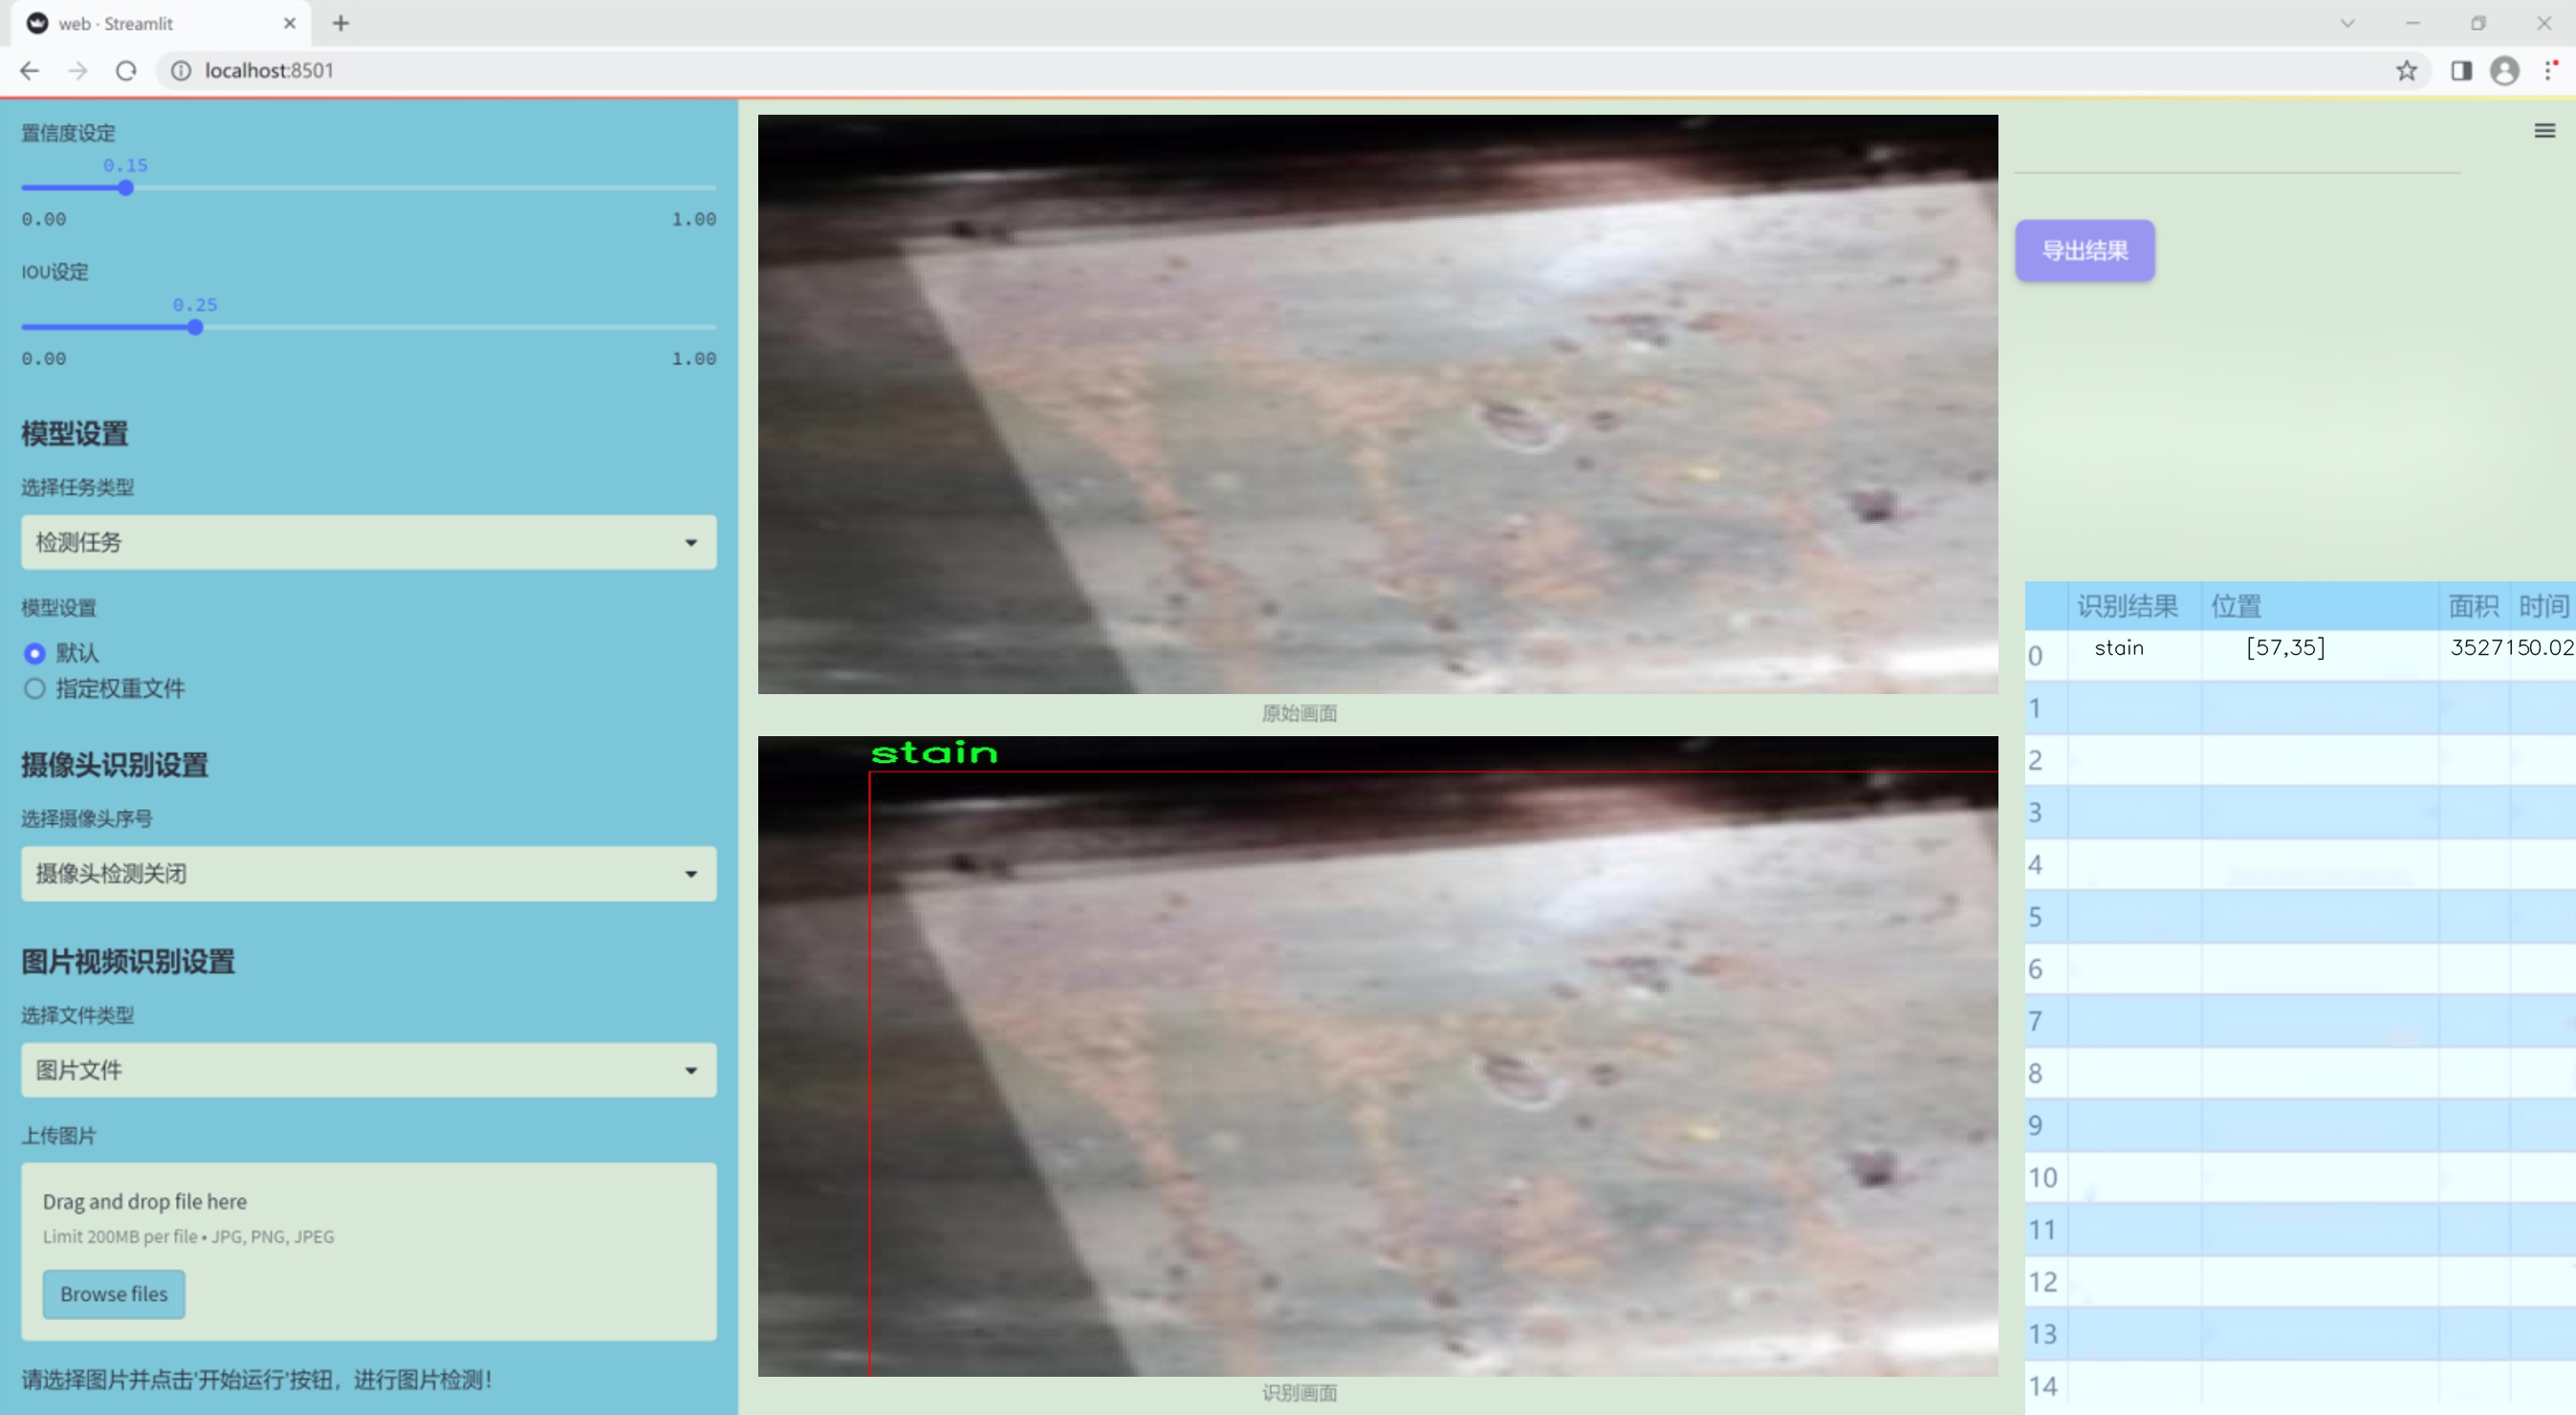 web · Streamlit
localhost:8501
置信度设定
0.15
0.00 1.00
IOU设定
0.25
0.00 1.00
模型设置
选择任务类型
检测任务
模型设置
默认
指定权重文件
摄像头识别设置
选择摄像头序号
摄像头检测关闭
图片视频识别设置
选择文件类型
图片文件
上传图片
Drag and drop file here
Limit 200MB per file • JPG, PNG, JPEG
Browse files
请选择图片并点击'开始运行'按钮，进行图片检测！
原始画面
stain
识别画面
导出结果
识别结果 位置 面积 时间
0 stain [57,35] 3527150.02
1
2
3
4
5
6
7
8
9
10
11
12
13
14